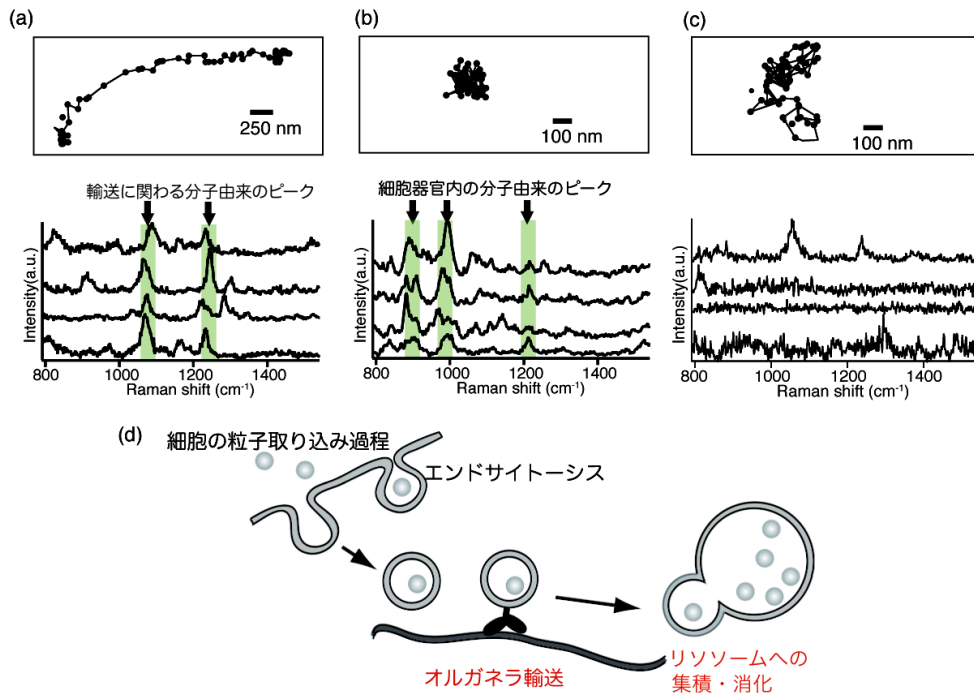 (a)
250 nm
輸送に関わる分子由来のピーク
Intensity(a.u.)
800 1000 1200 1400
Raman shift (cm⁻¹)
(b)
100 nm
細胞器官内の分子由来のピーク
Intensity(a.u.)
800 1000 1200 1400
Raman shift (cm⁻¹)
(c)
100 nm
Intensity(a.u.)
800 1000 1200 1400
Raman shift (cm⁻¹)
(d)
細胞の粒子取り込み過程
エンドサイトーシス
オルガネラ輸送
リソソームへの
集積・消化